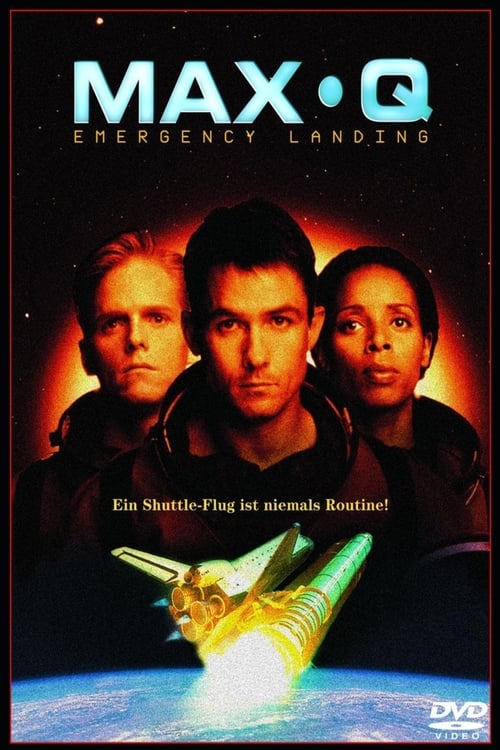 MAX•Q
EMERGENCY LANDING
Ein Shuttle-Flug ist niemals Routine!
DVD
VIDEO